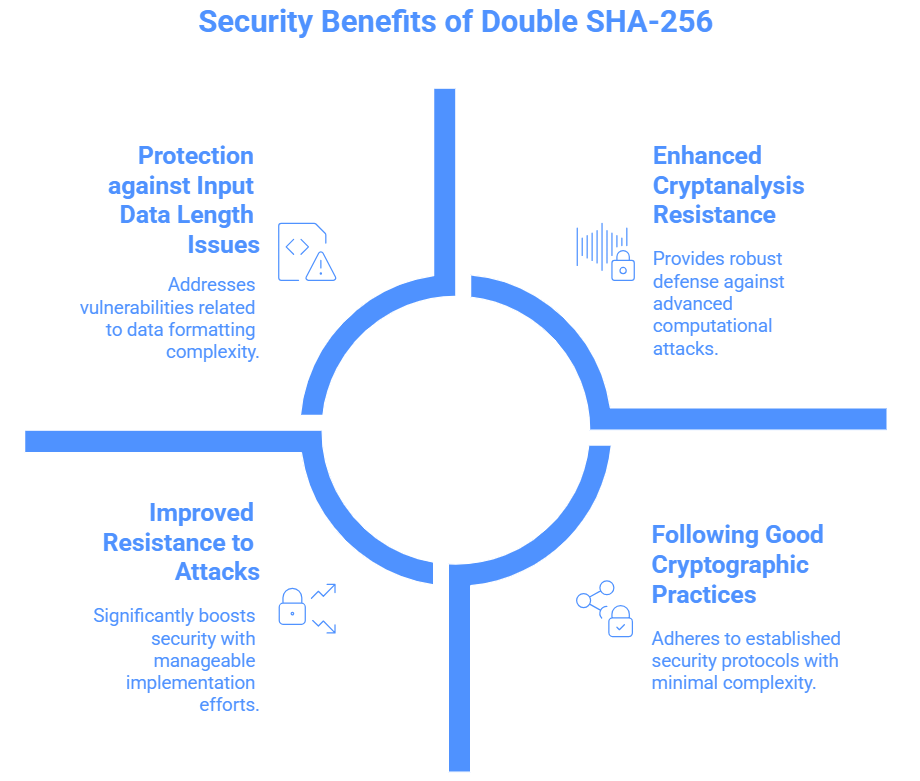 Security Benefits of Double SHA-256
Protection
against Input
Data Length
Issues
Addresses
vulnerabilities related
to data formatting
complexity.
Enhanced
Cryptanalysis
Resistance
Provides robust
defense against
advanced
computational
attacks.
Improved
Resistance to
Attacks
Significantly boosts
security with
manageable
implementation
efforts.
Following Good
Cryptographic
Practices
Adheres to established
security protocols with
minimal complexity.